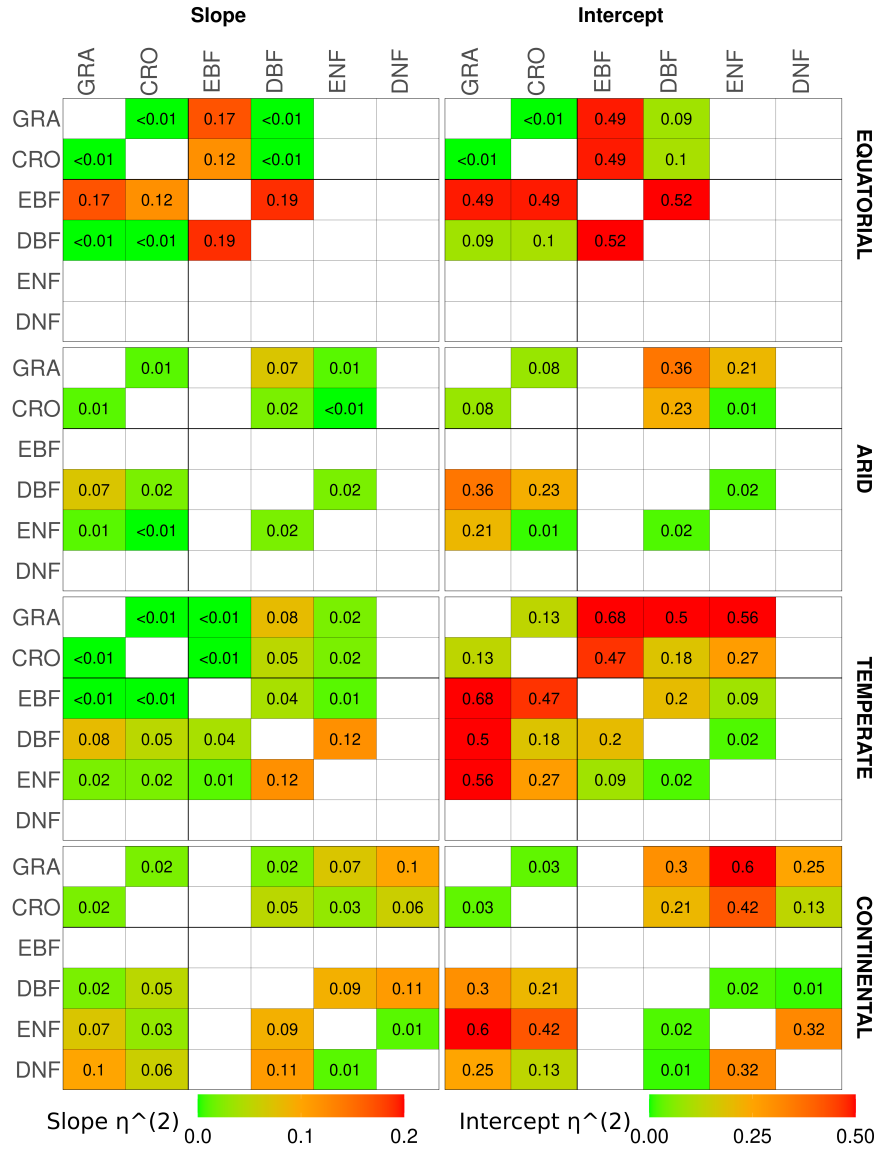 Slope Intercept
GRA CRO EBF DBF ENF DNF GRA CRO EBF DBF ENF DNF
EQUATORIAL
GRA <0.01 0.17 <0.01 <0.01 0.49 0.09
CRO <0.01 0.12 <0.01 <0.01 0.49 0.1
EBF 0.17 0.12 0.19 0.49 0.49 0.52
DBF <0.01 <0.01 0.19 0.09 0.1 0.52
ENF
DNF
ARID
GRA 0.01 0.07 0.01 0.08 0.36 0.21
CRO 0.01 0.02 <0.01 0.08 0.23 0.01
EBF
DBF 0.07 0.02 0.02 0.36 0.23 0.02
ENF 0.01 <0.01 0.02 0.21 0.01 0.02
DNF
TEMPERATE
GRA <0.01 <0.01 0.08 0.02 0.13 0.68 0.5 0.56
CRO <0.01 <0.01 0.05 0.02 0.13 0.47 0.18 0.27
EBF <0.01 <0.01 0.04 0.01 0.68 0.47 0.2 0.09
DBF 0.08 0.05 0.04 0.12 0.5 0.18 0.2 0.02
ENF 0.02 0.02 0.01 0.12 0.56 0.27 0.09 0.02
DNF
CONTINENTAL
GRA 0.02 0.02 0.07 0.1 0.03 0.3 0.6 0.25
CRO 0.02 0.05 0.03 0.06 0.03 0.21 0.42 0.13
EBF
DBF 0.02 0.05 0.09 0.11 0.3 0.21 0.02 0.01
ENF 0.07 0.03 0.09 0.01 0.6 0.42 0.02 0.32
DNF 0.1 0.06 0.11 0.01 0.25 0.13 0.01 0.32
Slope η^(2) Intercept η^(2)
0.0 0.1 0.2 0.00 0.25 0.50